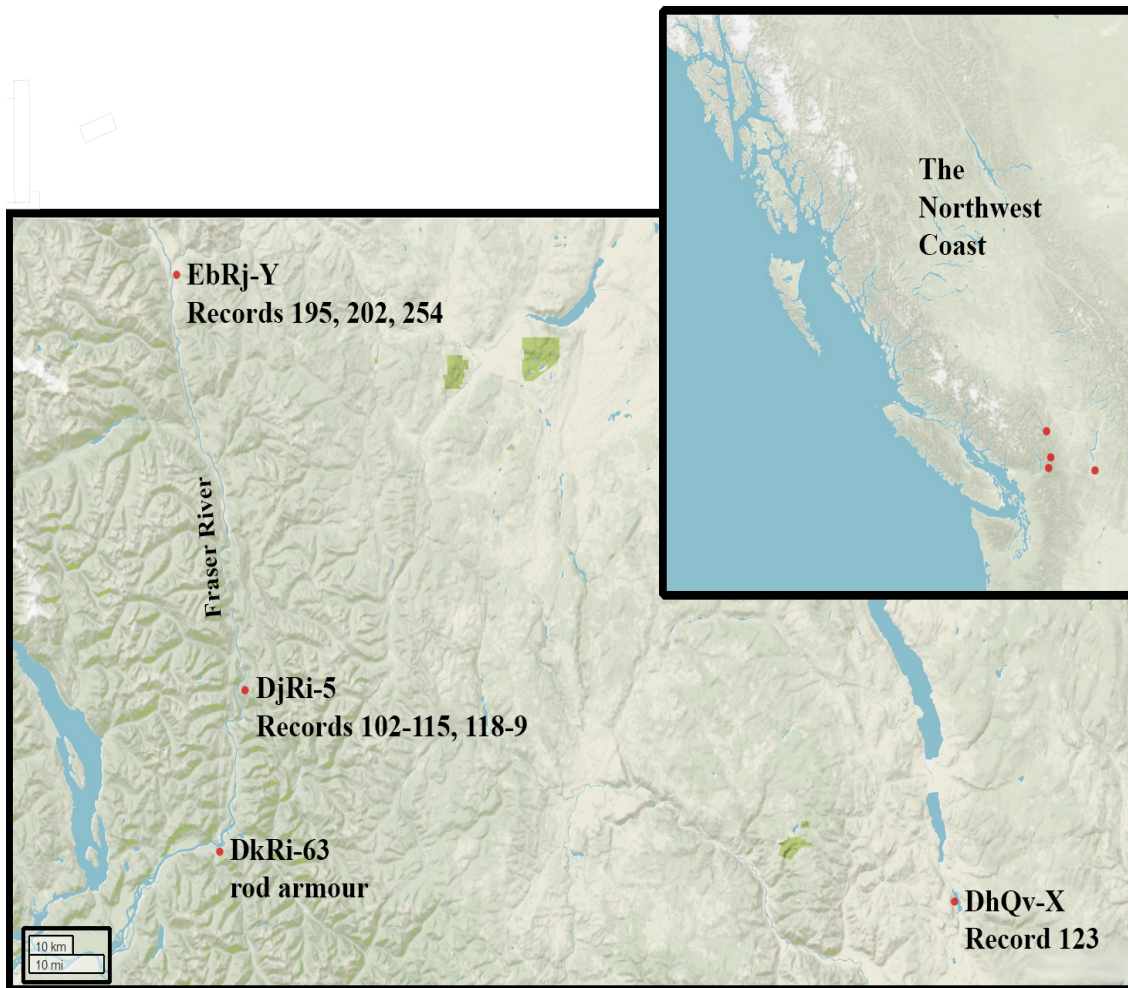 The
Northwest
Coast
EbRj-Y
Records 195, 202, 254
Fraser River
DjRi-5
Records 102-115, 118-9
DkRi-63
rod armour
DhQv-X
Record 123
10 km
10 mi